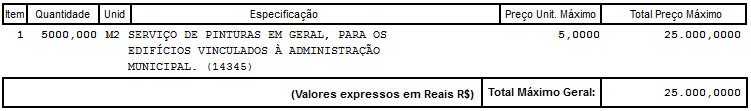 Item Quantidade Unid Especificação Preço Unit. Máximo Total Preço Máximo
1 5000,000 M2 SERVIÇO DE PINTURAS EM GERAL, PARA OS 5,0000 25.000,0000
EDIFÍCIOS VINCULADOS À ADMINISTRAÇÃO
MUNICIPAL. (14345)
(Valores expressos em Reais R$) Total Máximo Geral: 25.000,0000